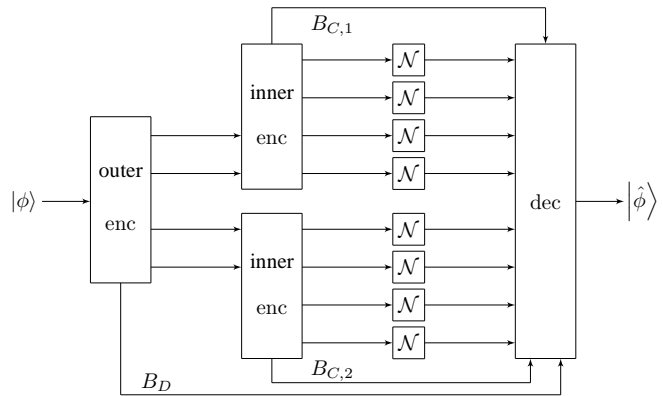 B_{C,1}
inner
enc
𝒩
𝒩
𝒩
𝒩
outer
enc
|ϕ⟩
dec
|ϕ̂⟩
inner
enc
𝒩
𝒩
𝒩
𝒩
B_{C,2}
B_D